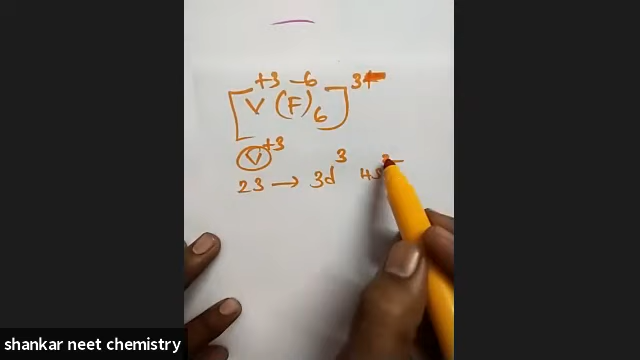 +3 -6
[V (F)6]3-
V+3
23 → 3d3 4s
shankar neet chemistry